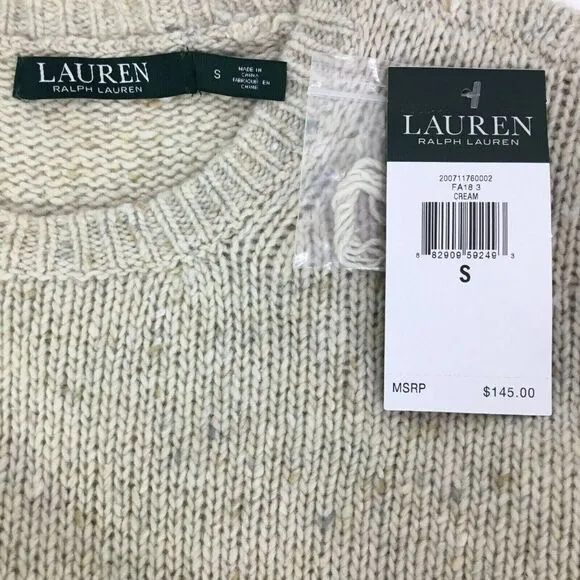 LAUREN
RALPH LAUREN
S
MADE IN
CHINA
FABRIQUÉ EN
CHINE
LAUREN
RALPH LAUREN
200711760002
FA18 3
CREAM
8 82909 59249 3
S
MSRP $145.00